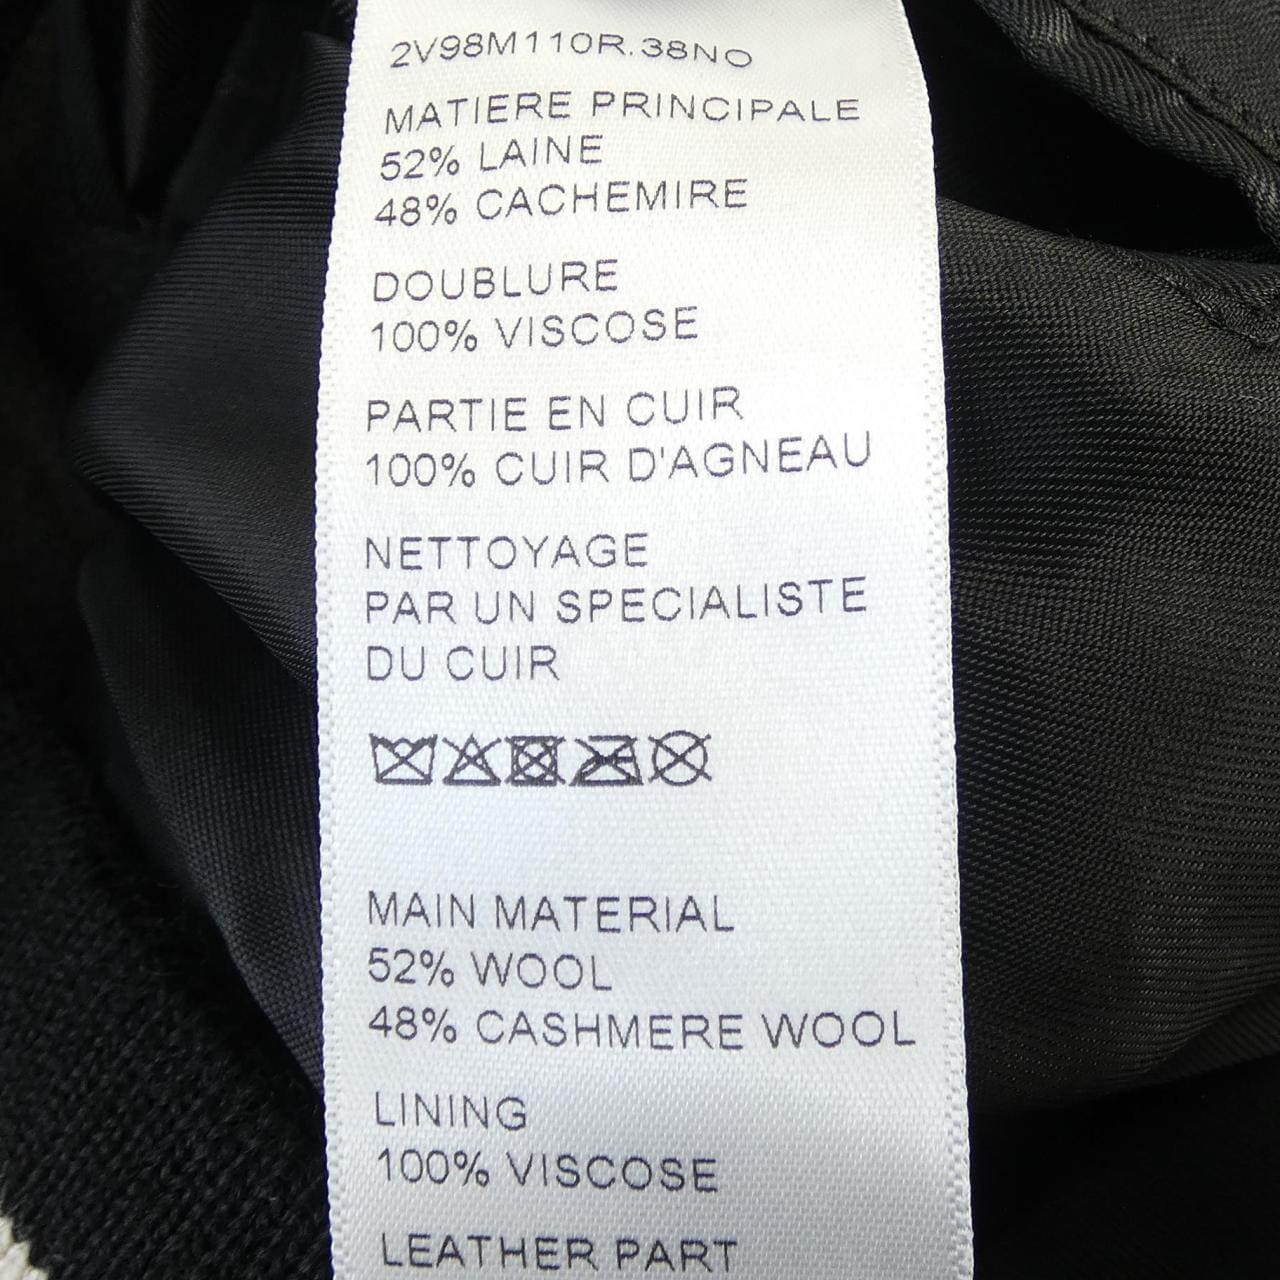 2V98M110R.38NO
MATIERE PRINCIPALE
52% LAINE
48% CACHEMIRE
DOUBLURE
100% VISCOSE
PARTIE EN CUIR
100% CUIR D'AGNEAU
NETTOYAGE
PAR UN SPECIALISTE
DU CUIR
MAIN MATERIAL
52% WOOL
48% CASHMERE WOOL
LINING
100% VISCOSE
LEATHER PART